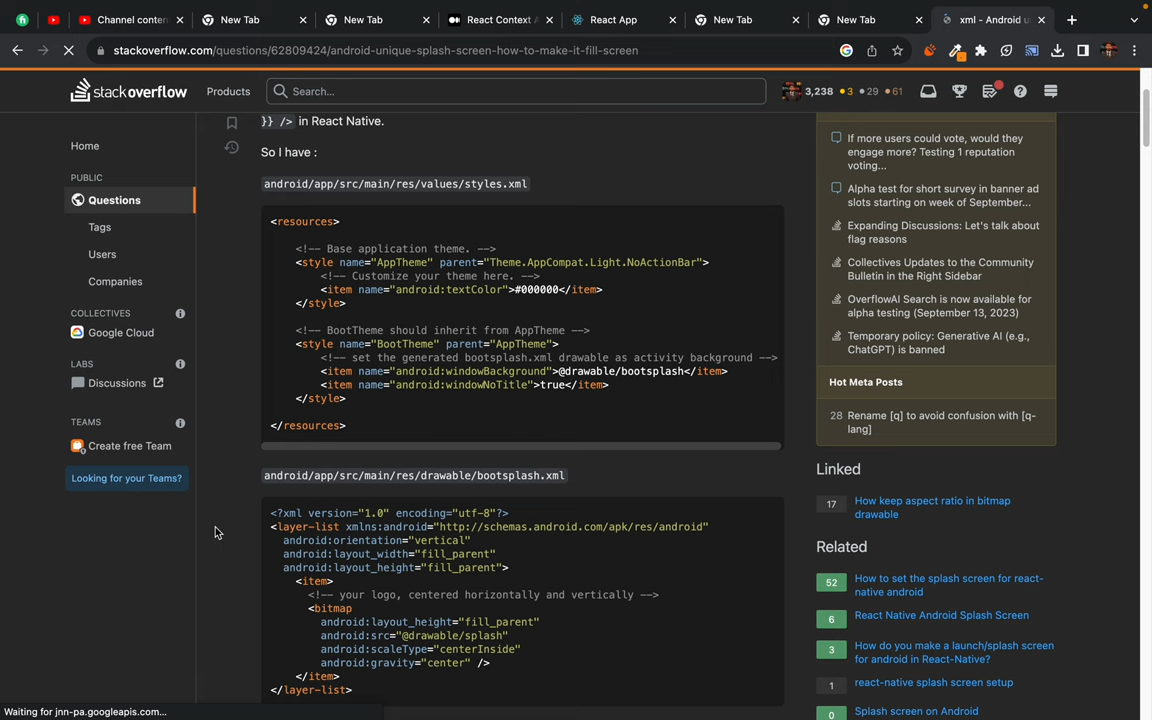 Channel conten
New Tab
New Tab
React Context A
React App
New Tab
New Tab
xml - Android u
stackoverflow.com/questions/62809424/android-unique-splash-screen-how-to-make-it-fill-screen
stackoverflow
Products
Search...
3,238 3 29 61
Home
PUBLIC
Questions
Tags
Users
Companies
COLLECTIVES
Google Cloud
LABS
Discussions
TEAMS
Create free Team
Looking for your Teams?
}} /> in React Native.
So I have :
android/app/src/main/res/values/styles.xml
<resources>
<!-- Base application theme. -->
<style name="AppTheme" parent="Theme.AppCompat.Light.NoActionBar">
<!-- Customize your theme here. -->
<item name="android:textColor">#000000</item>
</style>
<!-- BootTheme should inherit from AppTheme -->
<style name="BootTheme" parent="AppTheme">
<!-- set the generated bootsplash.xml drawable as activity background -->
<item name="android:windowBackground">@drawable/bootsplash</item>
<item name="android:windowNoTitle">true</item>
</style>
</resources>
android/app/src/main/res/drawable/bootsplash.xml
<?xml version="1.0" encoding="utf-8"?>
<layer-list xmlns:android="http://schemas.android.com/apk/res/android"
android:orientation="vertical"
android:layout_width="fill_parent"
android:layout_height="fill_parent">
<item>
<!-- your logo, centered horizontally and vertically -->
<bitmap
android:layout_height="fill_parent"
android:src="@drawable/splash"
android:scaleType="centerInside"
android:gravity="center" />
</item>
</layer-list>
If more users could vote, would they
engage more? Testing 1 reputation
voting...
Alpha test for short survey in banner ad
slots starting on week of September...
Expanding Discussions: Let's talk about
flag reasons
Collectives Updates to the Community
Bulletin in the Right Sidebar
OverflowAI Search is now available for
alpha testing (September 13, 2023)
Temporary policy: Generative AI (e.g.,
ChatGPT) is banned
Hot Meta Posts
28 Rename [q] to avoid confusion with [q-
lang]
Linked
17 How keep aspect ratio in bitmap
drawable
Related
52 How to set the splash screen for react-
native android
6 React Native Android Splash Screen
3 How do you make a launch/splash screen
for android in React-Native?
1 react-native splash screen setup
0 Splash screen on Android
Waiting for jnn-pa.googleapis.com...